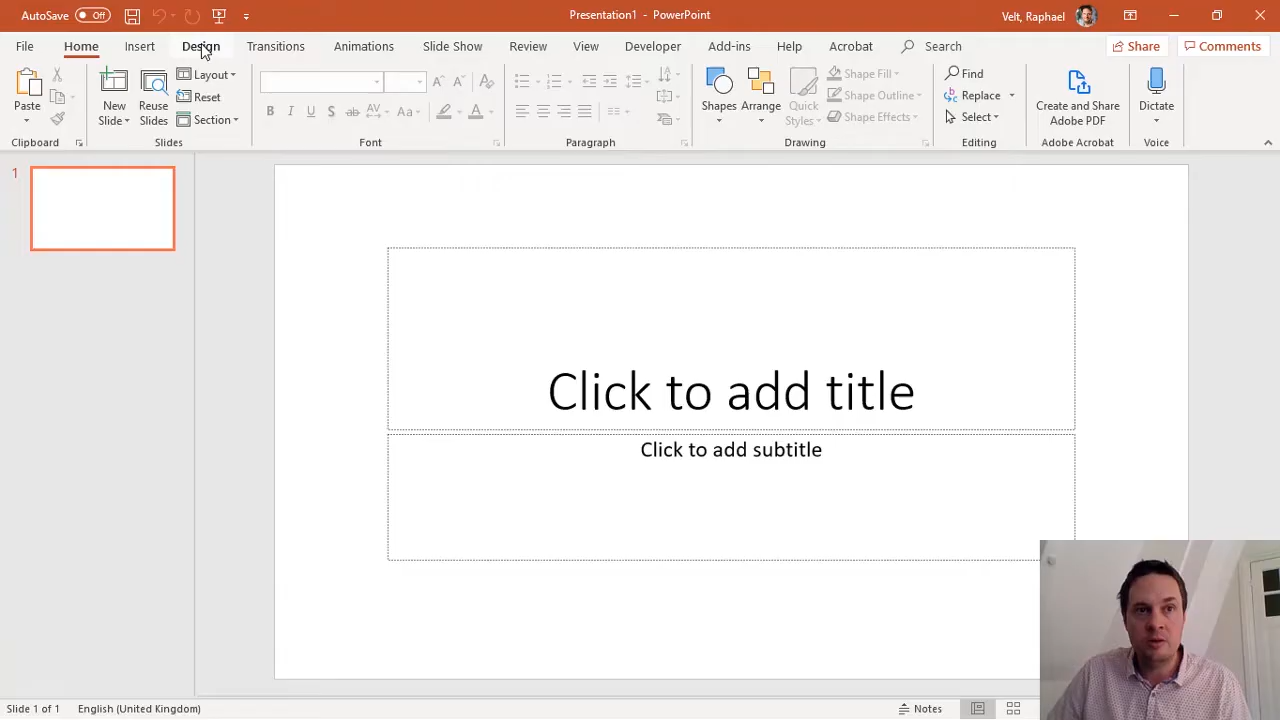 AutoSave Off Presentation1 - PowerPoint Velt, Raphael
File Home Insert Design Transitions Animations Slide Show Review View Developer Add-ins Help Acrobat Search Share Comments
Paste New Slide Reuse Slides Layout Reset Section
B I U S ab AV Aa A
Shapes Arrange Quick Styles Shape Fill Shape Outline Shape Effects
Find Replace Select
Create and Share Adobe PDF
Dictate
Clipboard Slides Font Paragraph Drawing Editing Adobe Acrobat Voice
1
Click to add title
Click to add subtitle
Slide 1 of 1 English (United Kingdom) Notes